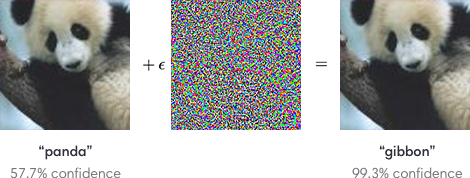 + ϵ =
“panda” “gibbon”
57.7% confidence 99.3% confidence